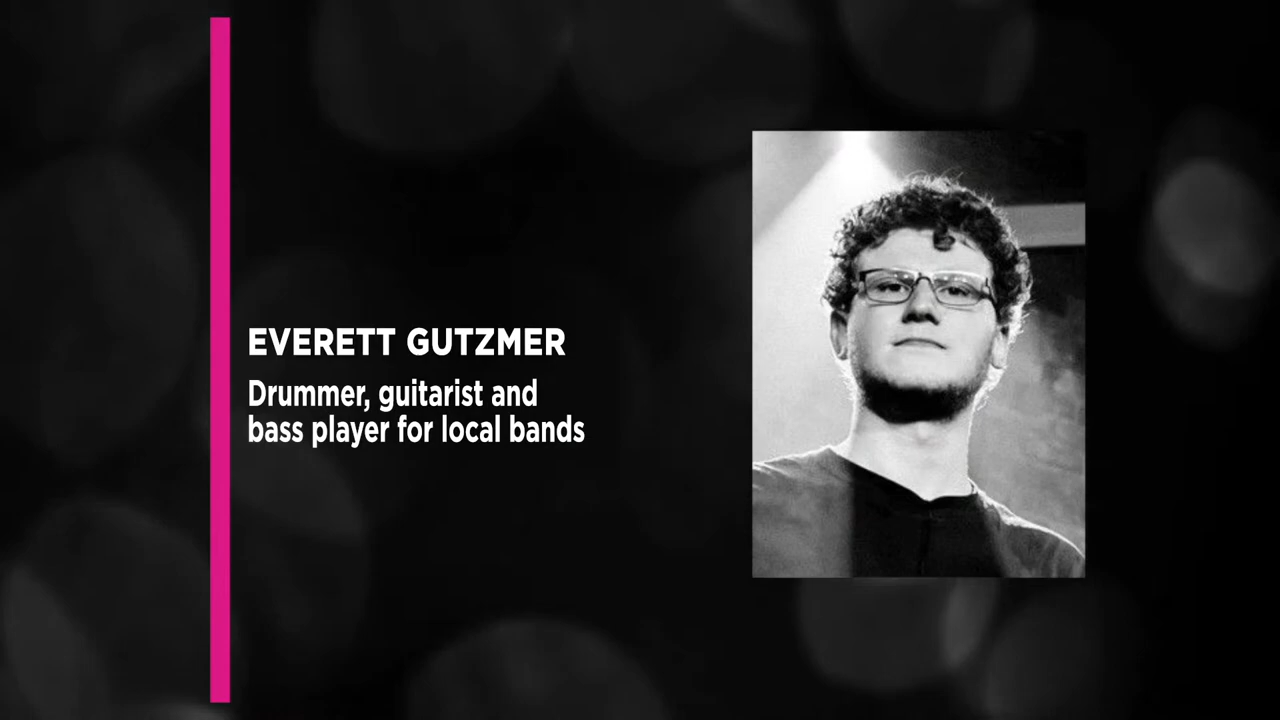 EVERETT GUTZMER
Drummer, guitarist and
bass player for local bands